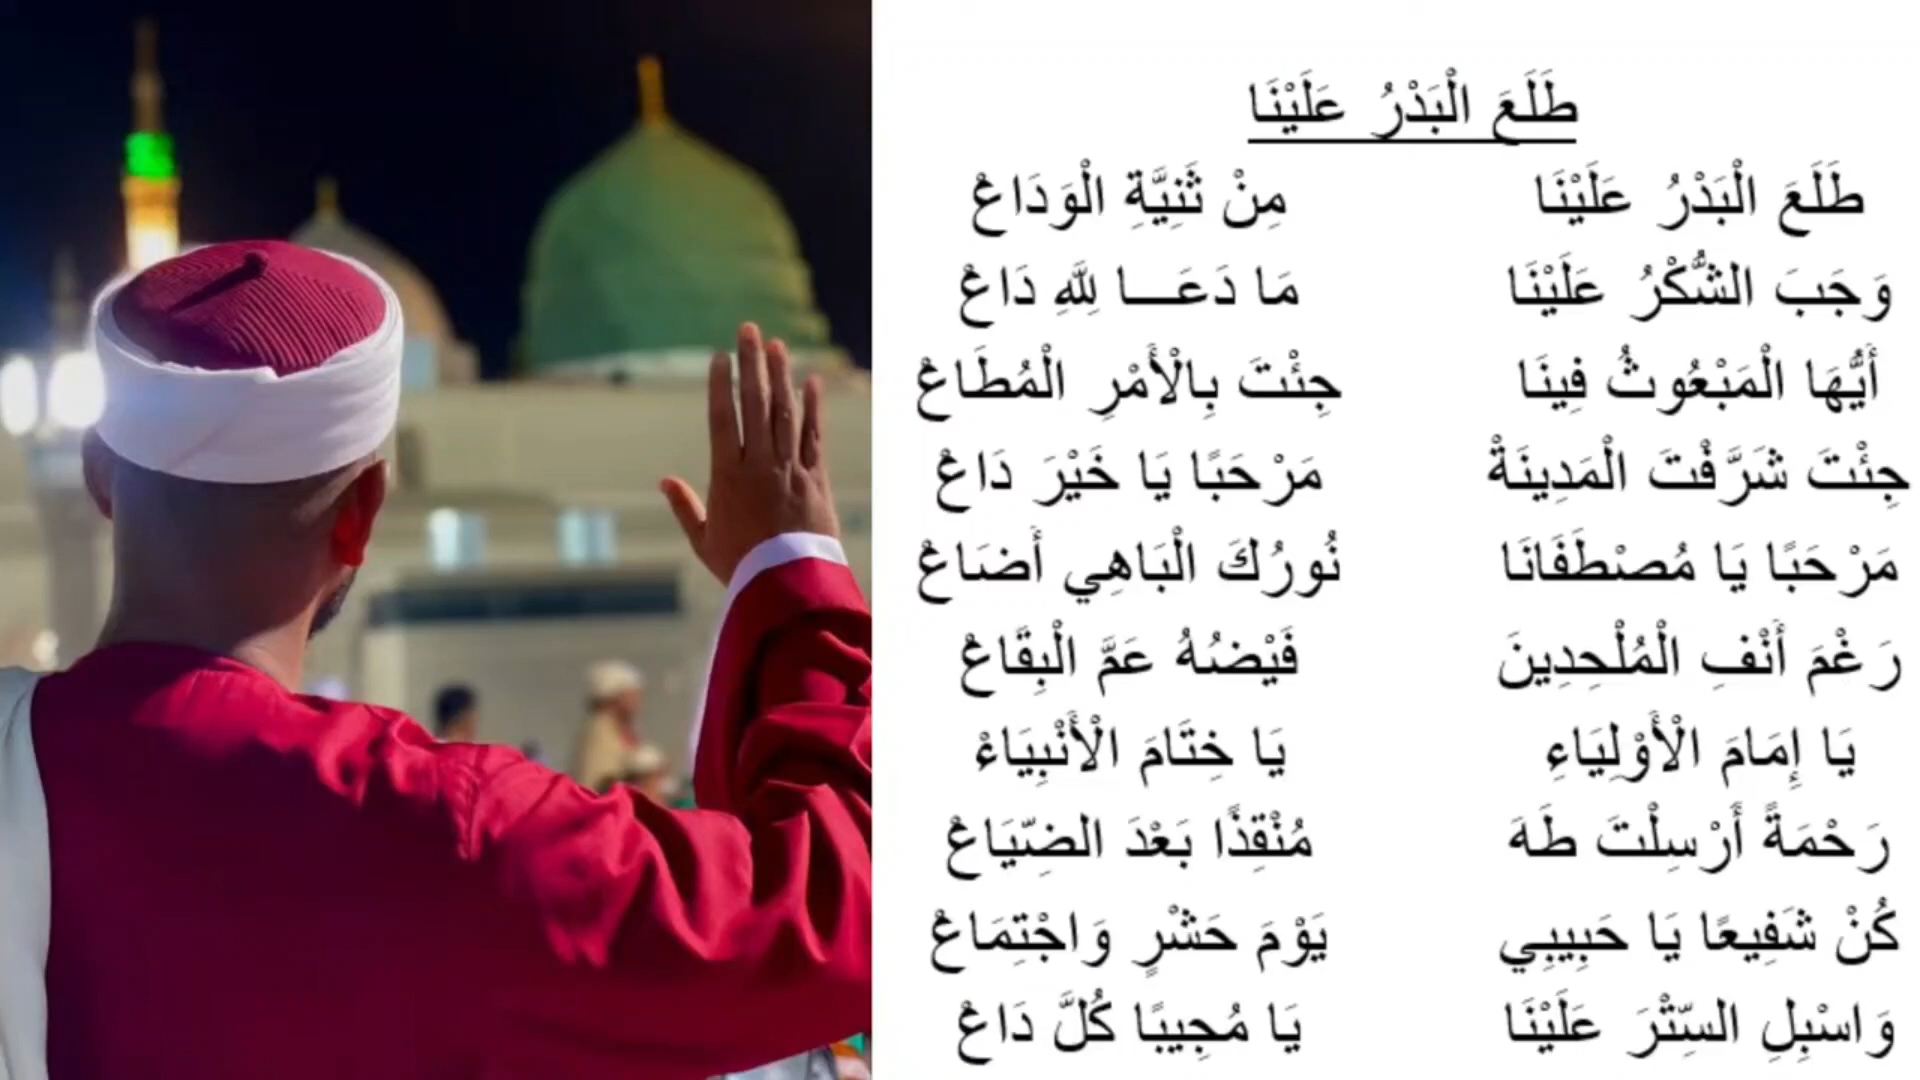 طَلَعَ الْبَدْرُ عَلَيْنَا
طَلَعَ الْبَدْرُ عَلَيْنَا مِنْ ثَنِيَّةِ الْوَدَاعْ
وَجَبَ الشُّكْرُ عَلَيْنَا مَا دَعَـــا لِلَّهِ دَاعْ
أَيُّهَا الْمَبْعُوثُ فِينَا جِئْتَ بِالْأَمْرِ الْمُطَاعْ
جِئْتَ شَرَّفْتَ الْمَدِينَةْ مَرْحَبًا يَا خَيْرَ دَاعْ
مَرْحَبًا يَا مُصْطَفَانَا نُورُكَ الْبَاهِي أَضَاعْ
رَغْمَ أَنْفِ الْمُلْحِدِينَ فَيْضُهُ عَمَّ الْبِقَاعْ
يَا إِمَامَ الْأَوْلِيَاءِ يَا خِتَامَ الْأَنْبِيَاءْ
رَحْمَةً أَرْسِلْتَ طَهَ مُنْقِذًا بَعْدَ الضِّيَاعْ
كُنْ شَفِيعًا يَا حَبِيبِي يَوْمَ حَشْرٍ وَاجْتِمَاعْ
وَاسْبِلِ السِّتْرَ عَلَيْنَا يَا مُجِيبًا كُلَّ دَاعْ